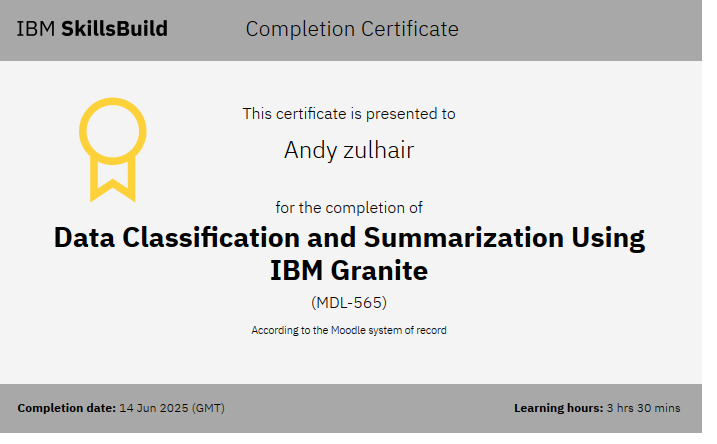 IBM SkillsBuild
Completion Certificate
This certificate is presented to
Andy zulhair
for the completion of
Data Classification and Summarization Using
IBM Granite
(MDL-565)
According to the Moodle system of record
Completion date: 14 Jun 2025 (GMT)
Learning hours: 3 hrs 30 mins